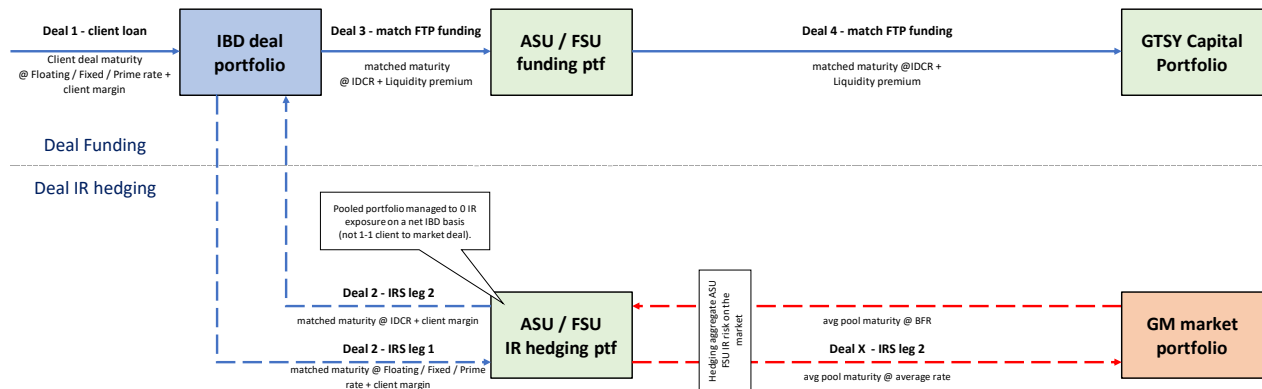 Deal 1 - client loan
Client deal maturity
@ Floating / Fixed / Prime rate +
client margin
IBD deal
portfolio
Deal 3 - match FTP funding
matched maturity
@ IDCR + Liquidity premium
ASU / FSU
funding ptf
Deal 4 - match FTP funding
matched maturity @IDCR +
Liquidity premium
GTSY Capital
Portfolio
Deal Funding
Deal IR hedging
Pooled portfolio managed to 0 IR
exposure on a net IBD basis
(not 1-1 client to market deal).
Deal 2 - IRS leg 2
matched maturity @ IDCR + client margin
Deal 2 - IRS leg 1
matched maturity @ Floating / Fixed / Prime
rate + client margin
ASU / FSU
IR hedging ptf
Hedging aggregate ASU
FSU IR risk on the
market
avg pool maturity @ BFR
Deal X - IRS leg 2
avg pool maturity @ average rate
GM market
portfolio